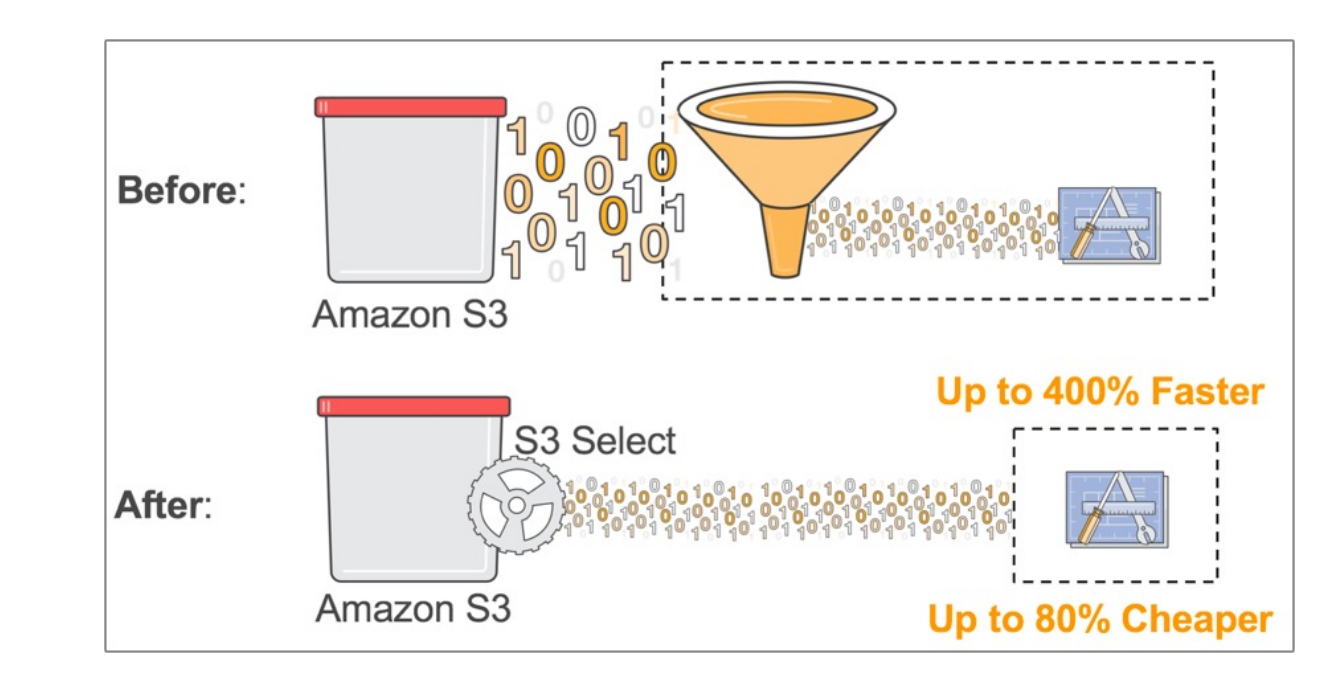 Before:
Amazon S3
Up to 400% Faster
S3 Select
After:
Amazon S3
Up to 80% Cheaper